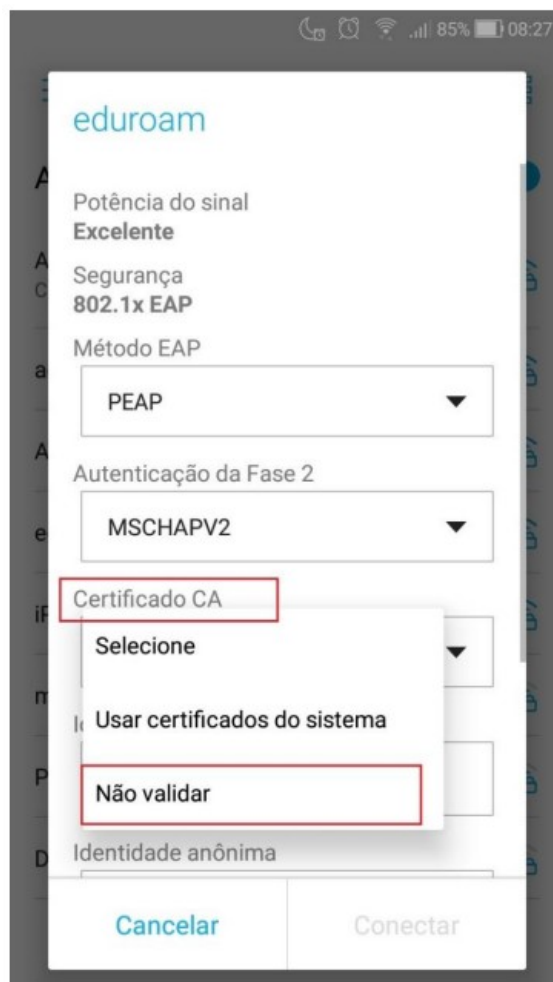 85% 08:27
eduroam
Potência do sinal
Excelente
Segurança
802.1x EAP
Método EAP
PEAP
Autenticação da Fase 2
MSCHAPV2
Certificado CA
Selecione
Usar certificados do sistema
Não validar
Identidade anônima
Cancelar
Conectar